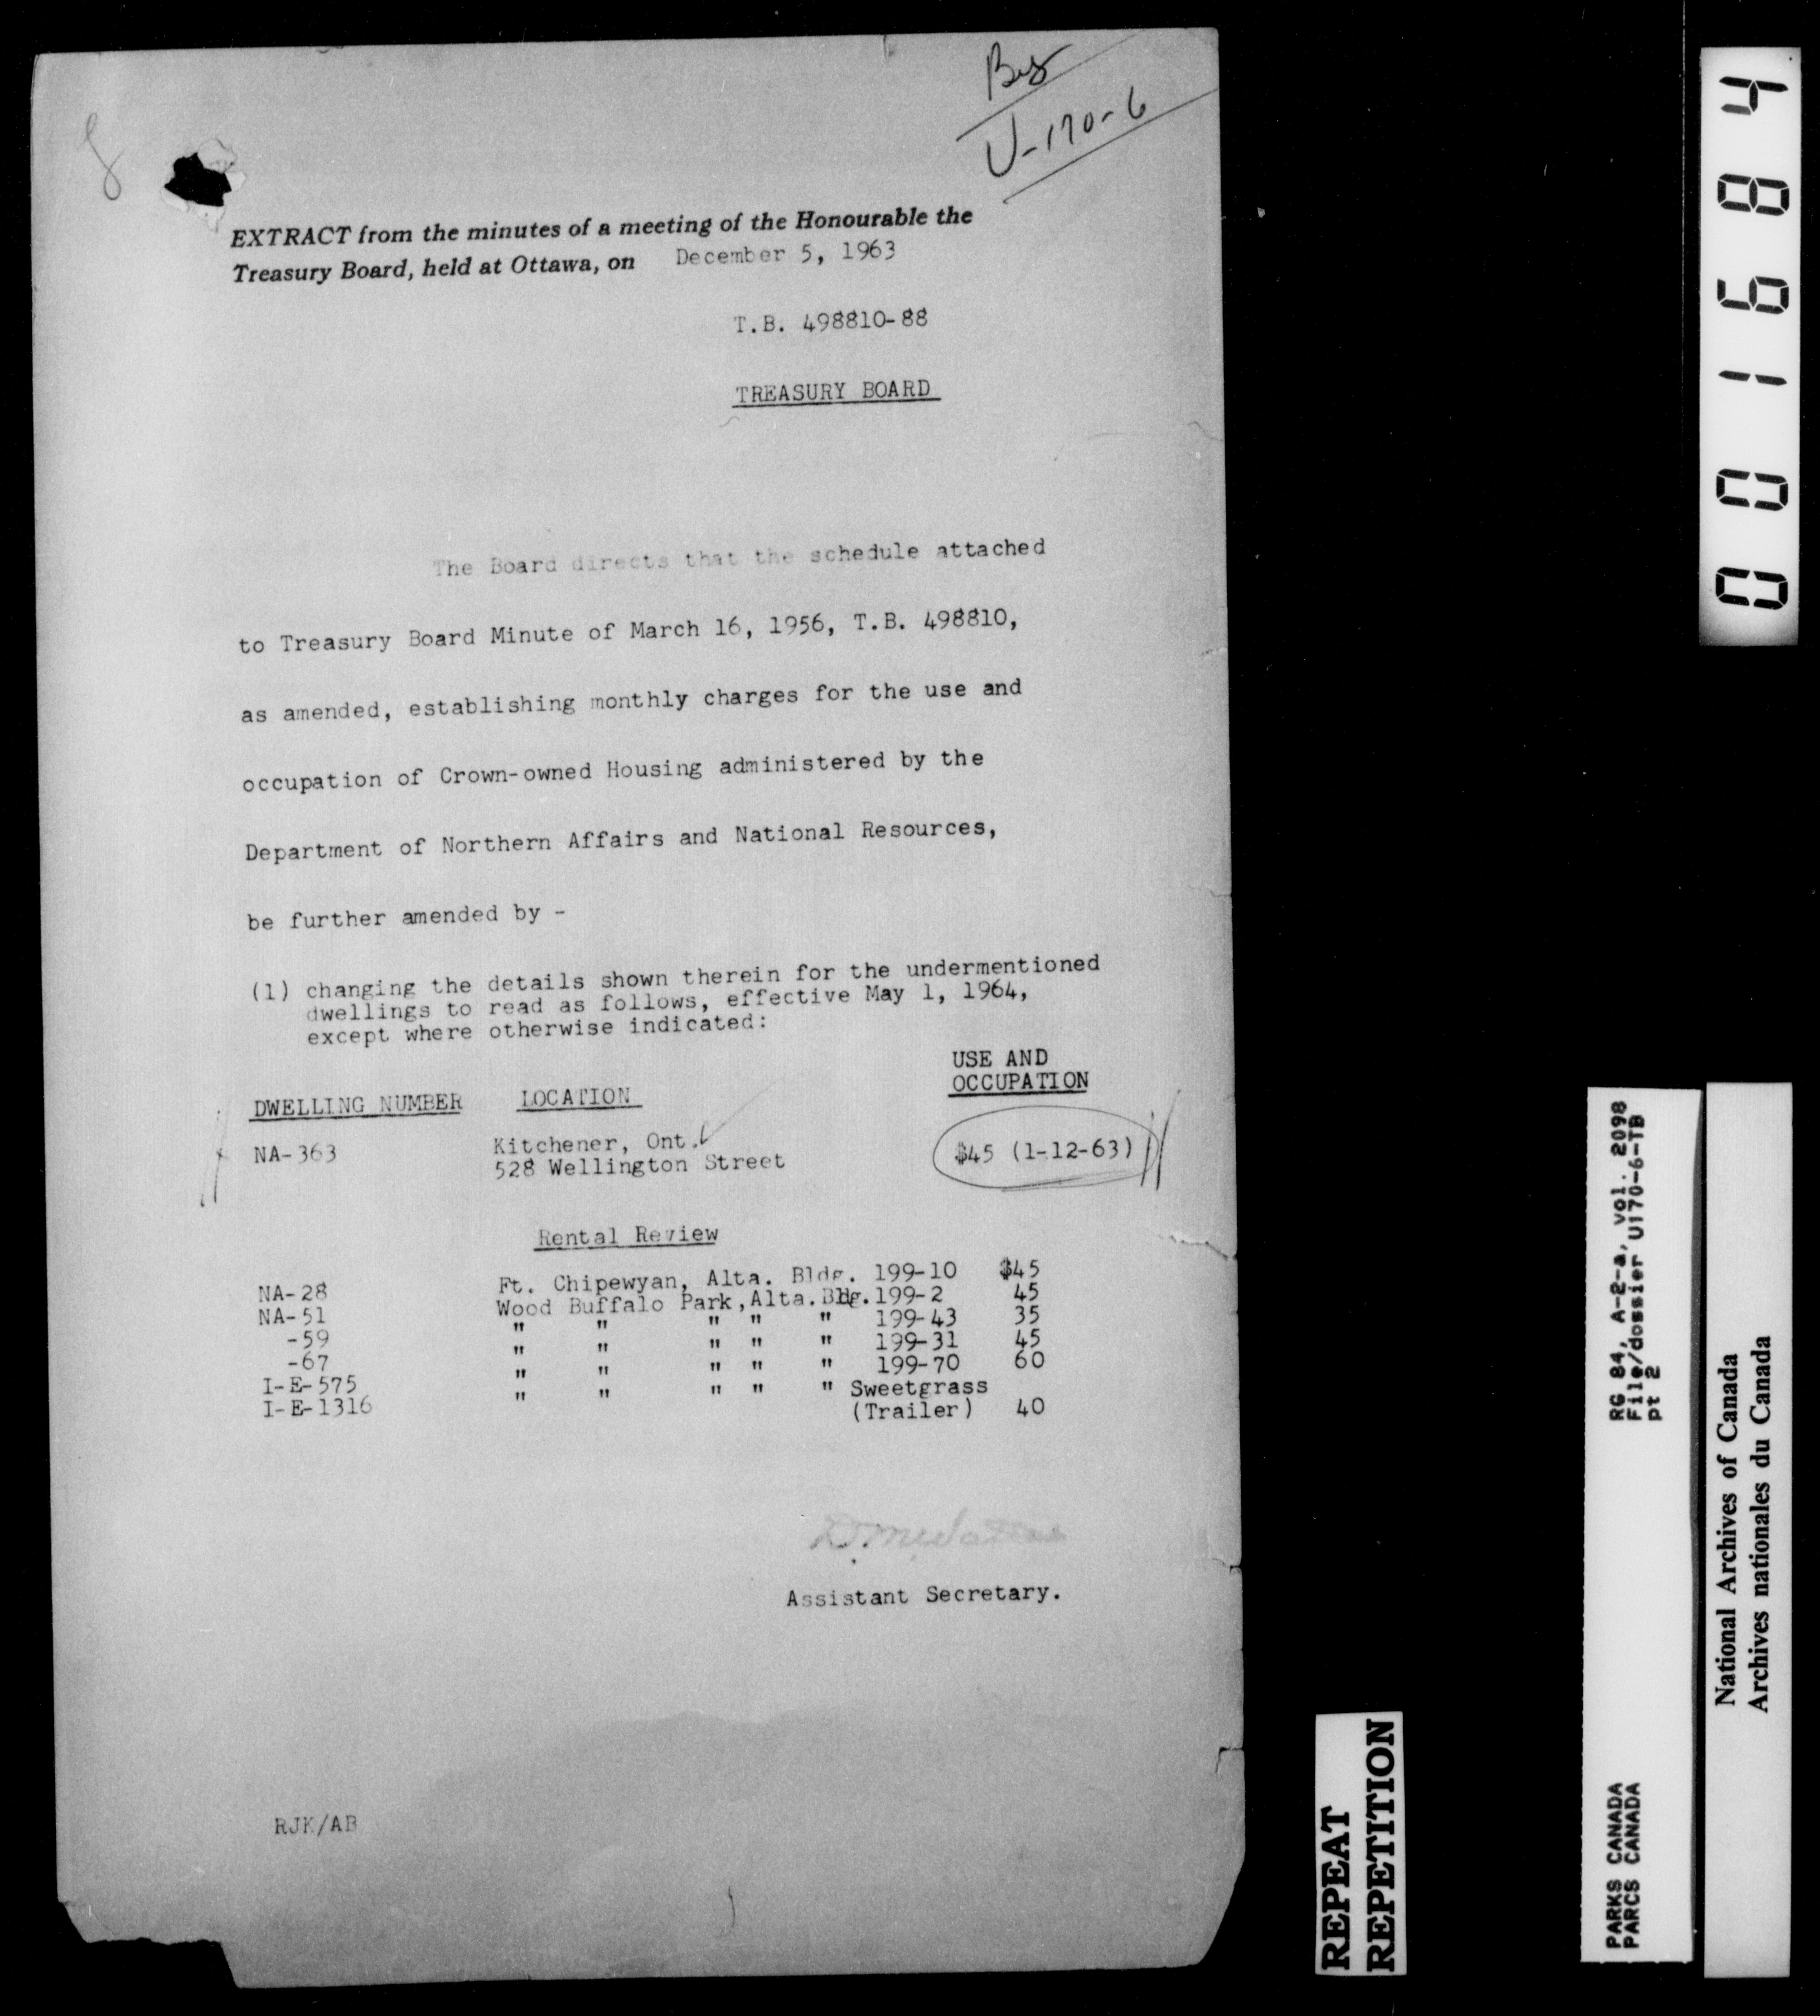 By
U-170-6
8
EXTRACT from the minutes of a meeting of the Honourable the
Treasury Board, held at Ottawa, on December 5, 1963
T.B. 498810-88
TREASURY BOARD
The Board directs that the schedule attached
to Treasury Board Minute of March 16, 1956, T.B. 498810,
as amended, establishing monthly charges for the use and
occupation of Crown-owned Housing administered by the
Department of Northern Affairs and National Resources,
be further amended by -
(1) changing the details shown therein for the undermentioned
dwellings to read as follows, effective May 1, 1964,
except where otherwise indicated:
USE AND
DWELLING NUMBER LOCATION OCCUPATION
NA-363 Kitchener, Ont. $45 (1-12-63)
528 Wellington Street
Rental Review
NA-28 Ft. Chipewyan, Alta. Bldg. 199-10 $45
NA-51 Wood Buffalo Park, Alta. Bldg. 199-2 45
-59 " " " " " 199-43 35
-67 " " " " " 199-31 45
I-E-575 " " " " " 199-70 60
I-E-1316 " " " " " Sweetgrass
(Trailer) 40
Assistant Secretary.
RJK/AB
REPEAT
REPETITION
001684
PARKS CANADA RG 84, A-2-a, vol. 2098
PARCS CANADA File/dossier U170-6-TB
pt 2
National Archives of Canada
Archives nationales du Canada